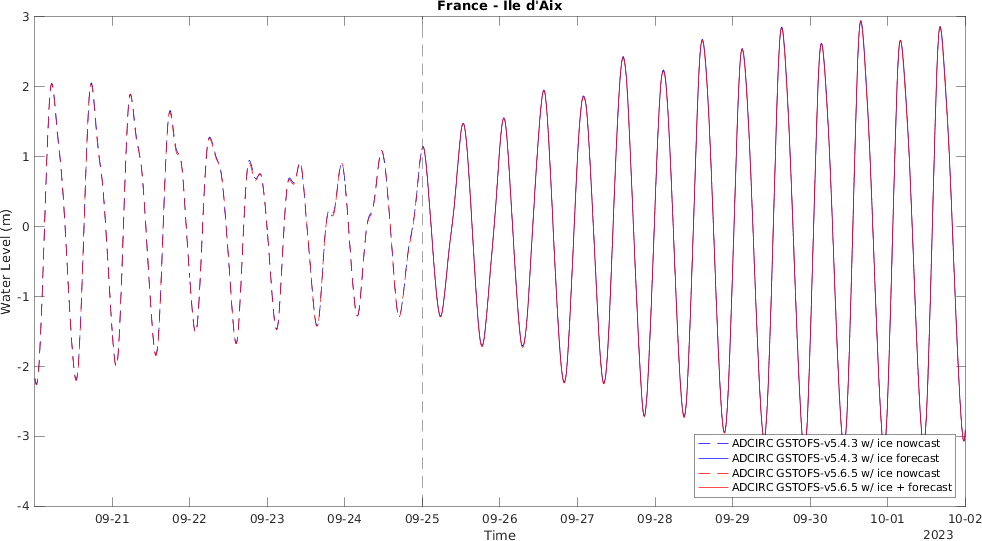 France - Ile d'Aix
3
2
1
0
-1
-2
-3
-4
Water Level (m)
ADCIRC GSTOFS-v5.4.3 w/ ice nowcast
ADCIRC GSTOFS-v5.4.3 w/ ice forecast
ADCIRC GSTOFS-v5.6.5 w/ ice nowcast
ADCIRC GSTOFS-v5.6.5 w/ ice + forecast
09-21 09-22 09-23 09-24 09-25 09-26 09-27 09-28 09-29 09-30 10-01 10-02
Time
2023